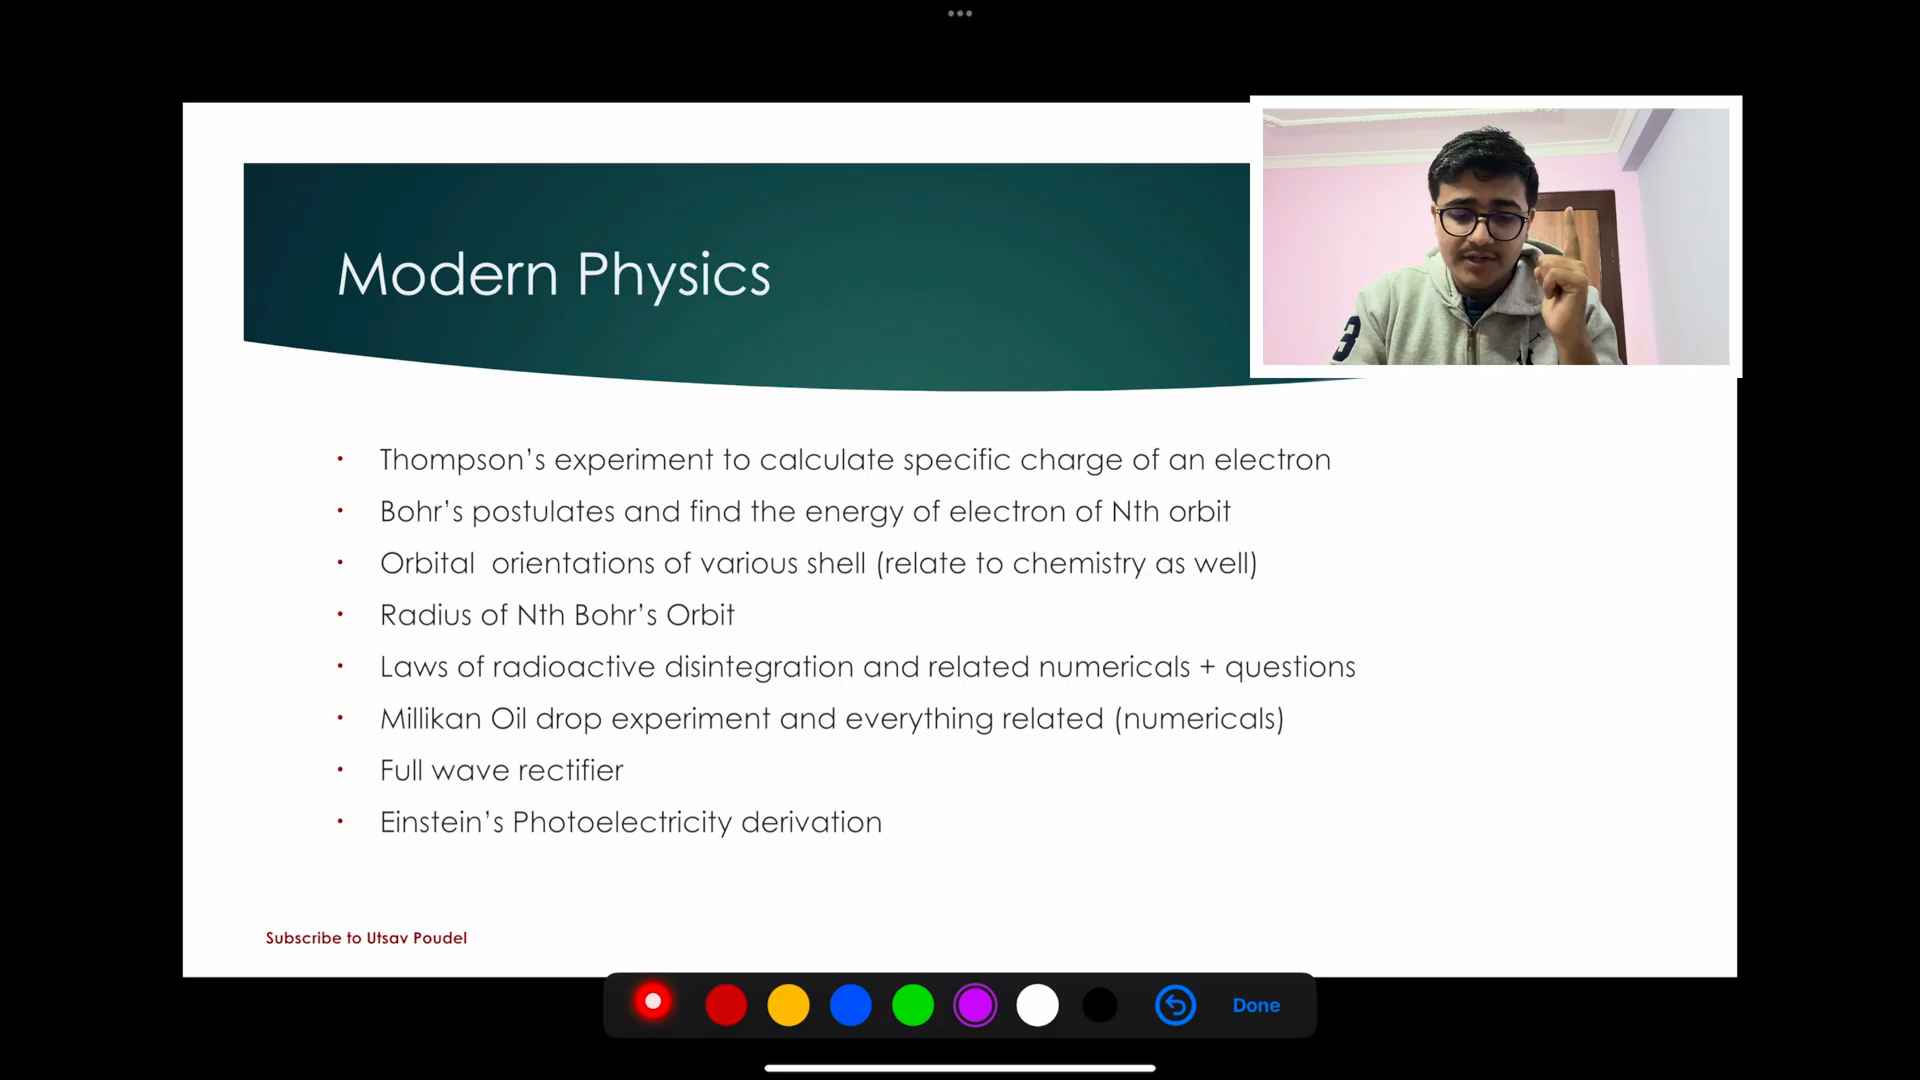 Modern Physics
3
• Thompson’s experiment to calculate specific charge of an electron
• Bohr’s postulates and find the energy of electron of Nth orbit
• Orbital  orientations of various shell (relate to chemistry as well)
• Radius of Nth Bohr’s Orbit
• Laws of radioactive disintegration and related numericals + questions
• Millikan Oil drop experiment and everything related (numericals)
• Full wave rectifier
• Einstein’s Photoelectricity derivation
Subscribe to Utsav Poudel
Done